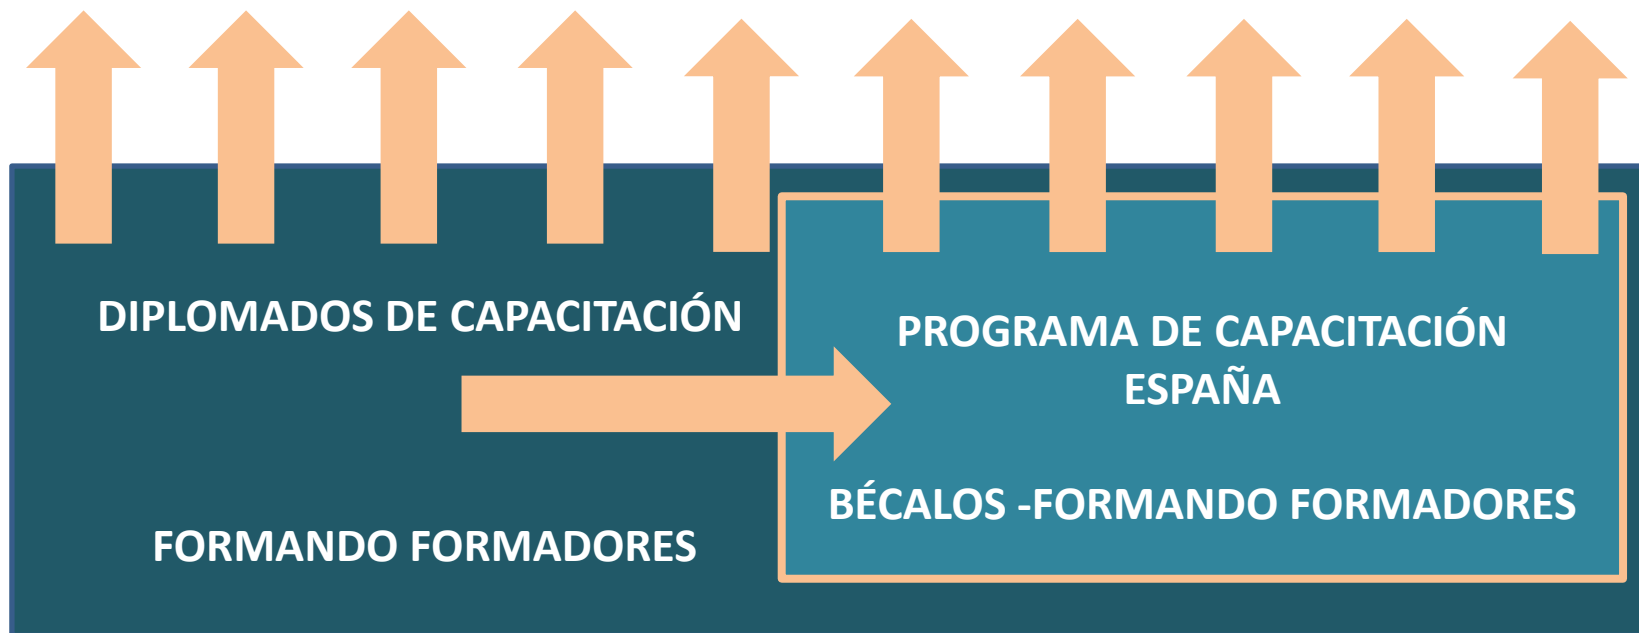 DIPLOMADOS DE CAPACITACIÓN
FORMANDO FORMADORES
PROGRAMA DE CAPACITACIÓN
ESPAÑA
BÉCALOS -FORMANDO FORMADORES